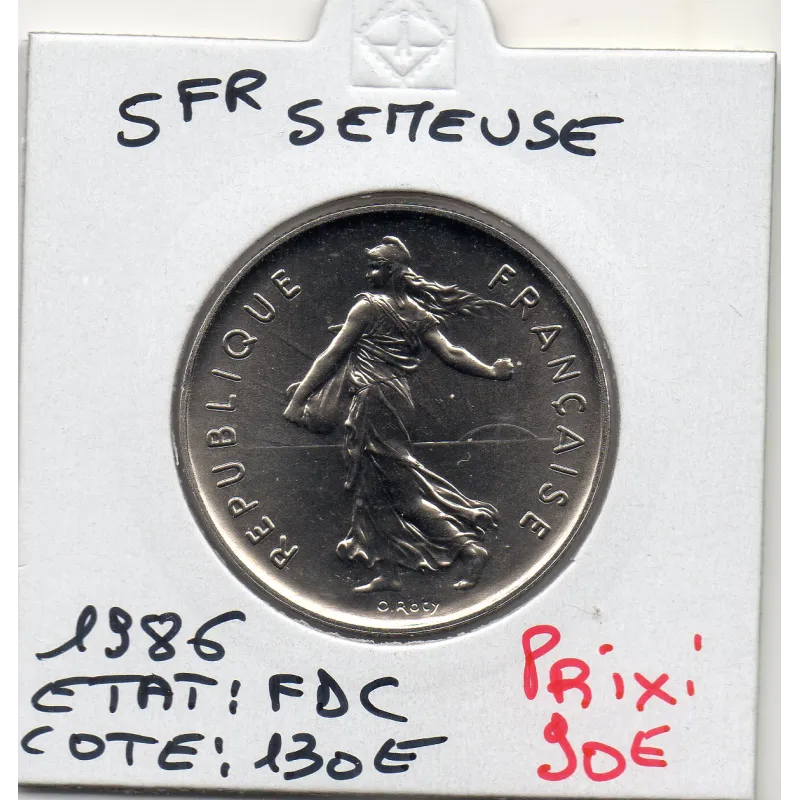 5FR SEMEUSE
REPUBLIQUE FRANÇAISE
O. ROTY
1986
ETAT: FDC
COTE: 130E
PRIX:
90E